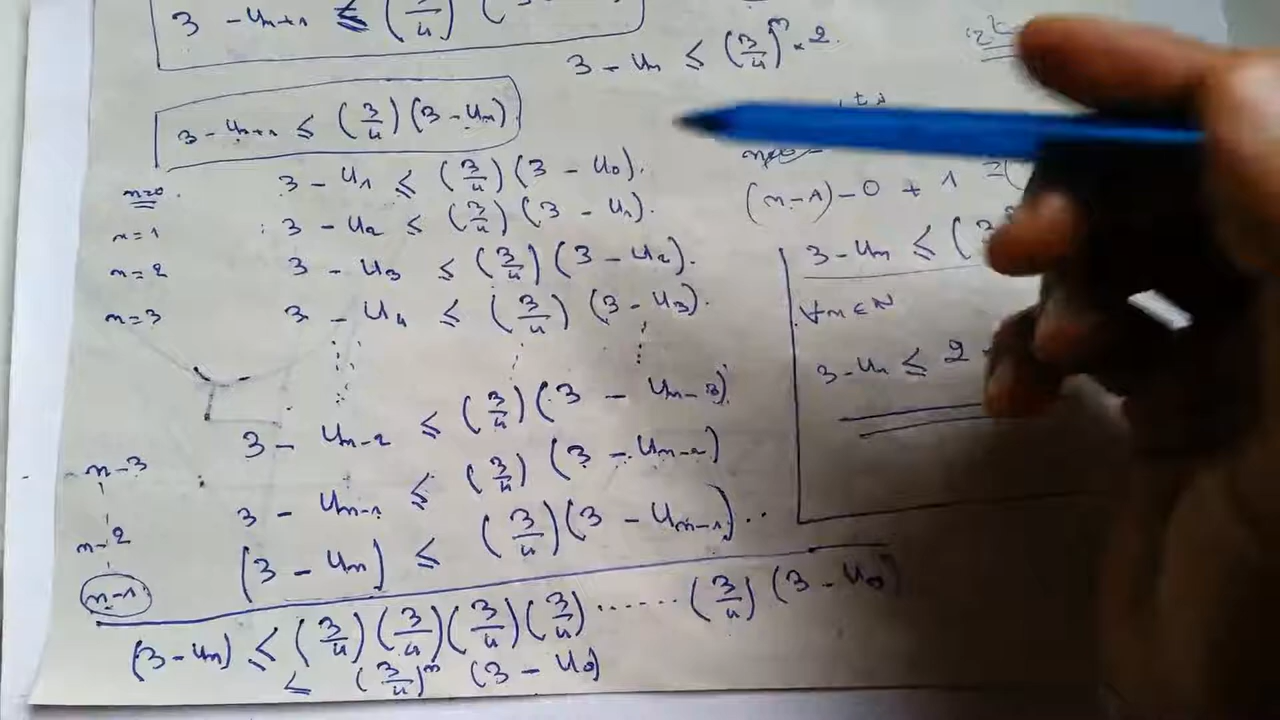 3 - Un+1 ≤ (3/4) (3
3 - Un ≤ (3/4)^n × 2
3 - Un+1 ≤ (3/4) (3 - Un)
n=0 3 - U1 ≤ (3/4) (3 - U0).
n=1 3 - U2 ≤ (3/4) (3 - U1).
n=2 3 - U3 ≤ (3/4) (3 - U2).
n=3 3 - U4 ≤ (3/4) (3 - U3).
3 - Un-2 ≤ (3/4) (3 - Un-3)
n-3
3 - Un-1 ≤ (3/4) (3 - Un-2)
n-2
(3 - Un) ≤ (3/4) (3 - Un-1)..
n-1
(3 - Un) ≤ (3/4) (3/4) (3/4) (3/4) ...... (3/4) (3 - U0)
≤ (3/4)^n (3 - U0)
(n-1) - 0 + 1 =
3 - Un ≤ (3
∀n ∈ N
3 - Un ≤ 2